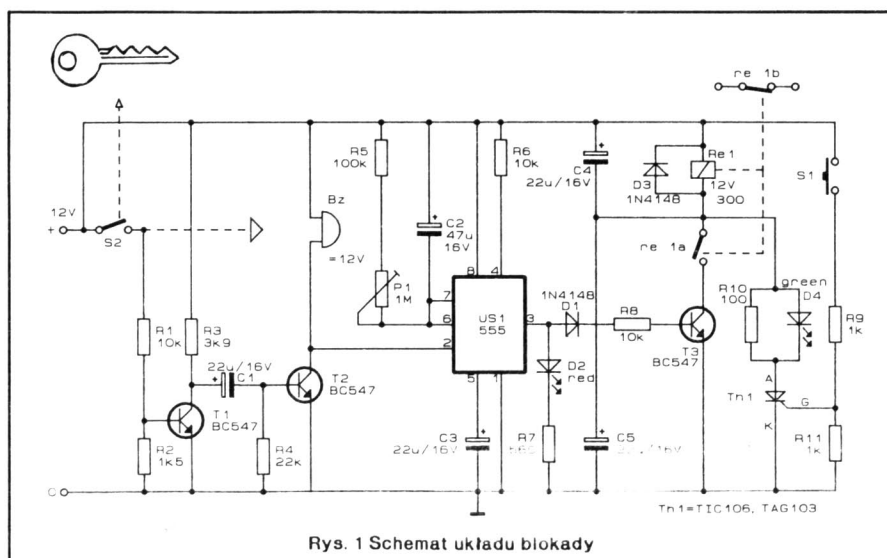 re 1b
R5
100k
R6
10k
C4
22u/16V
Re1
12V
300
D3
1N4148
S1
Bz
=12V
C2
47u
16V
12V
+
S2
re 1a
P1
1M
8
4
7
6
2
3
5
1
US1
555
1N4148
D1
R8
10k
T3
BC547
R10
100
green
D4
R9
1k
R1
10k
R3
3k9
22u/16V
C1
T2
BC547
D2
red
A
G
K
Th1
T1
BC547
R2
1k5
R4
22k
C3
22u/16V
R7
C5
R11
1k
0
Th1=TIC106, TAG103
Rys. 1 Schemat układu blokady